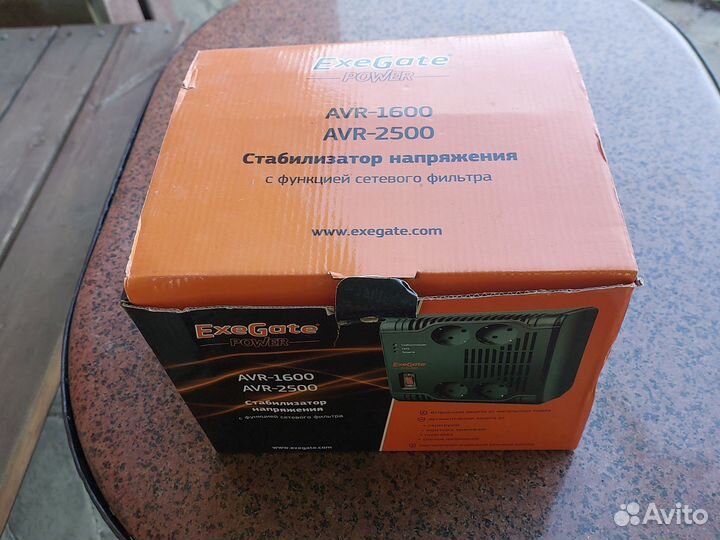 ExeGate
POWER
AVR-1600
AVR-2500
Стабилизатор напряжения
с функцией сетевого фильтра
www.exegate.com
ExeGate
POWER
AVR-1600
AVR-2500
Стабилизатор
напряжения
с функцией сетевого фильтра
www.exegate.com
ExeGate
Avito